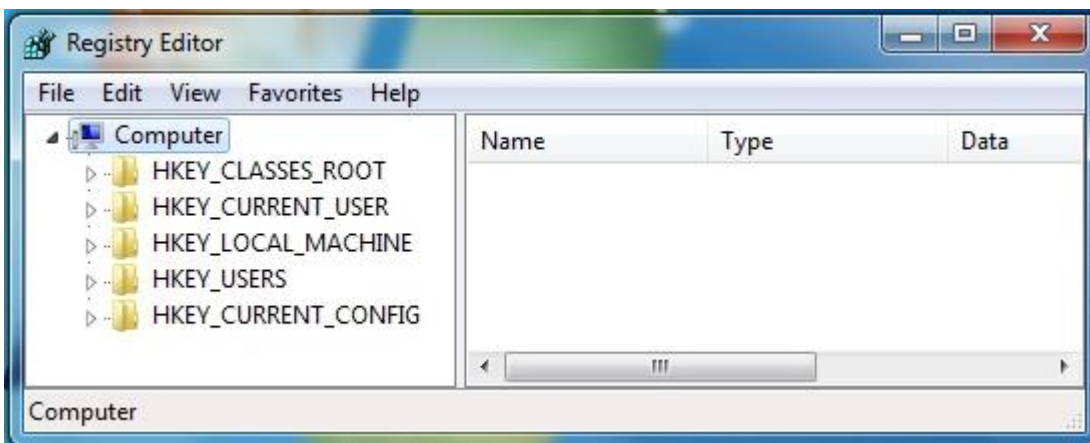 Registry Editor
File Edit View Favorites Help
Computer
HKEY_CLASSES_ROOT
HKEY_CURRENT_USER
HKEY_LOCAL_MACHINE
HKEY_USERS
HKEY_CURRENT_CONFIG
Name Type Data
Computer